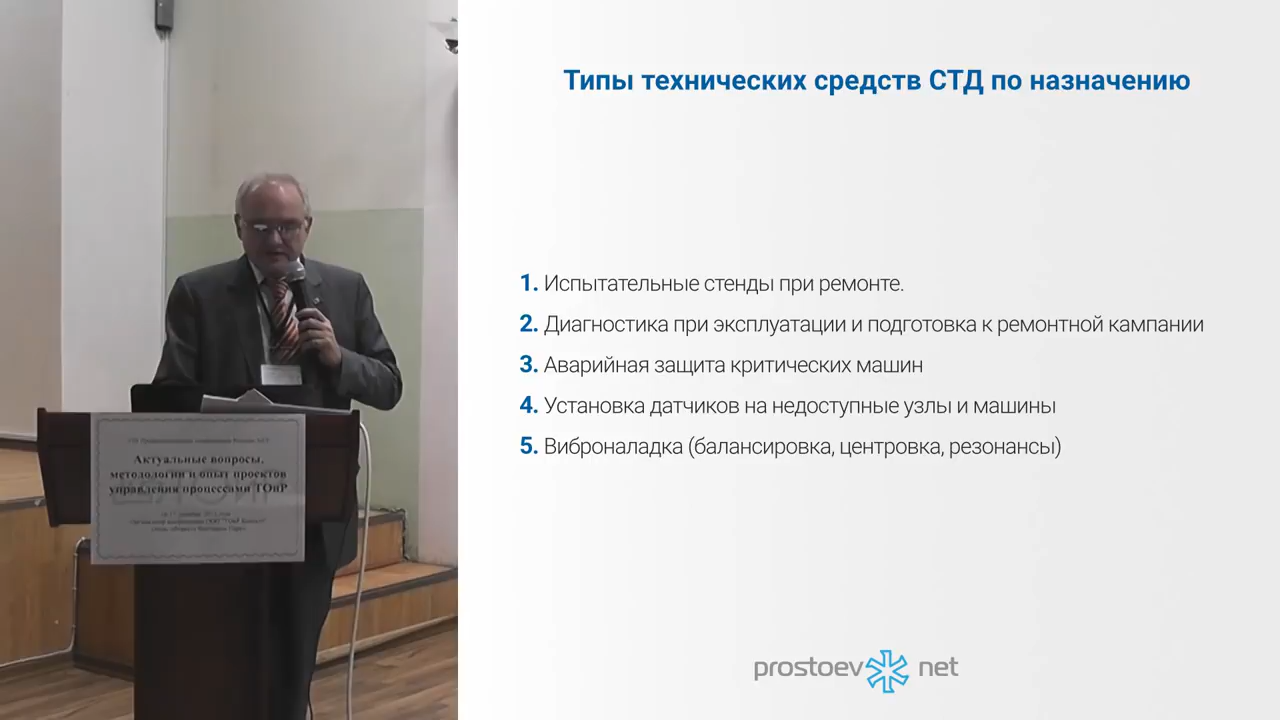 Типы технических средств СТД по назначению
1. Испытательные стенды при ремонте.
2. Диагностика при эксплуатации и подготовка к ремонтной кампании
3. Аварийная защита критических машин
4. Установка датчиков на недоступные узлы и машины
5. Виброналадка (балансировка, центровка, резонансы)
Актуальные вопросы,
методологии и опыт проектов
управления процессами ТОиР
prostoev net